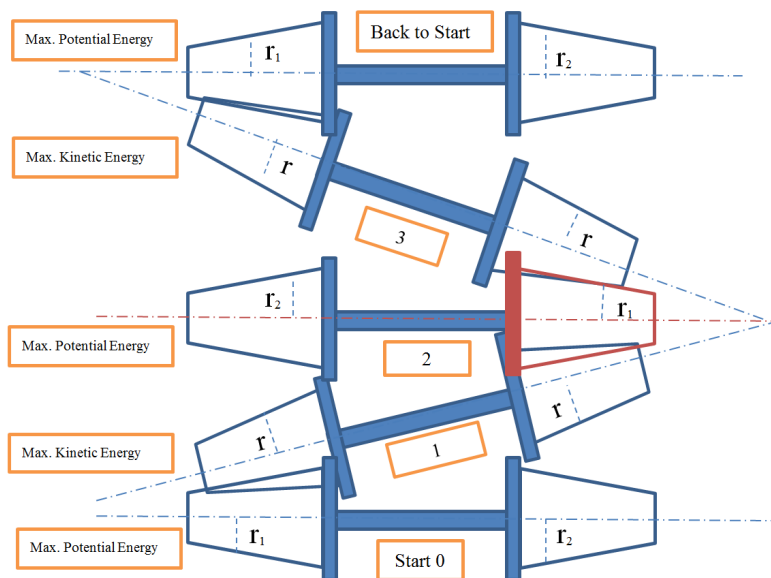 Back to Start
Max. Potential Energy
r₁
r₂
Max. Kinetic Energy
r
r
3
r₂
r₁
Max. Potential Energy
2
r
r
Max. Kinetic Energy
1
r₁
r₂
Max. Potential Energy
Start 0